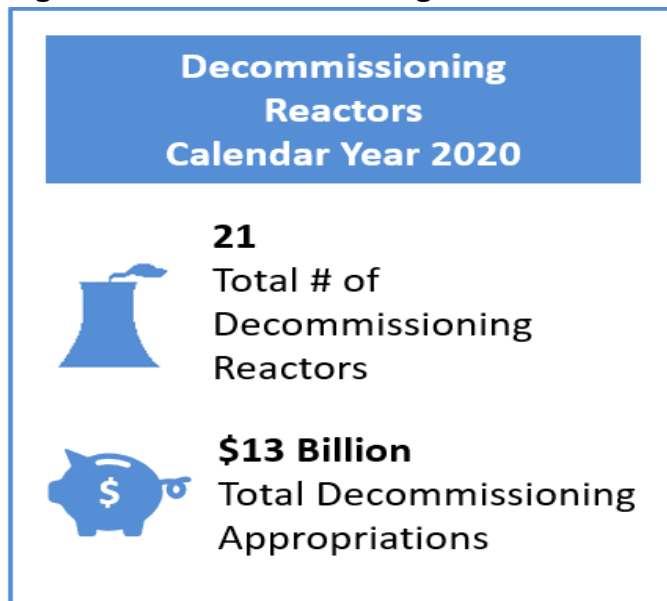 Decommissioning
Reactors
Calendar Year 2020
21
Total # of
Decommissioning
Reactors
$
$13 Billion
Total Decommissioning
Appropriations